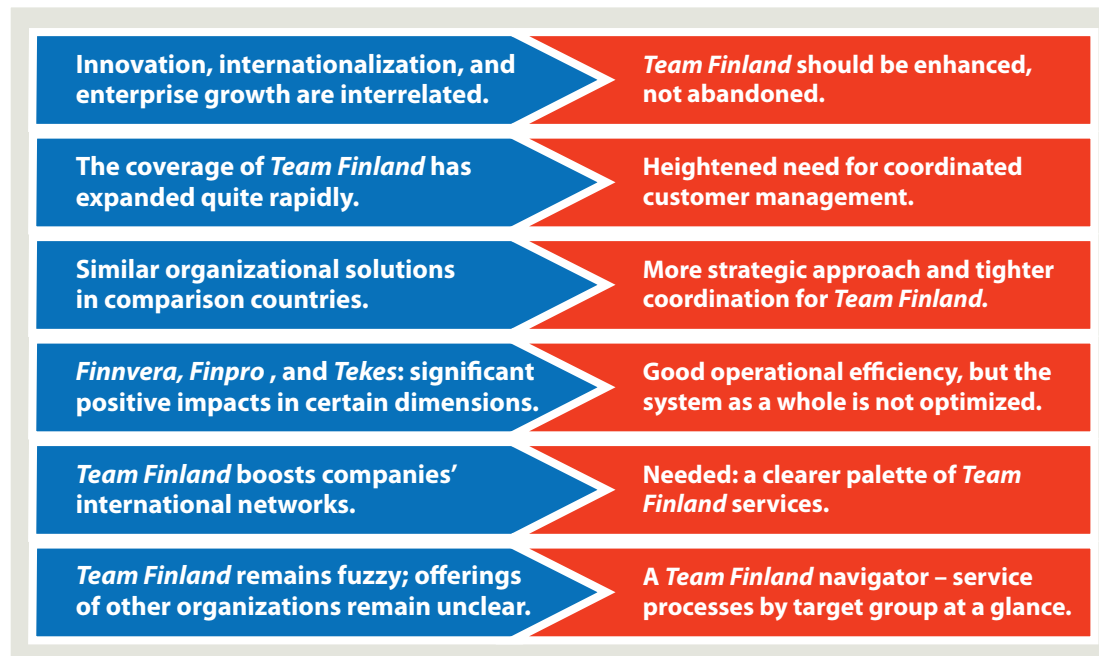 Innovation, internationalization, and
enterprise growth are interrelated.
Team Finland should be enhanced,
not abandoned.
The coverage of Team Finland has
expanded quite rapidly.
Heightened need for coordinated
customer management.
Similar organizational solutions
in comparison countries.
More strategic approach and tighter
coordination for Team Finland.
Finnvera, Finpro , and Tekes: significant
positive impacts in certain dimensions.
Good operational efficiency, but the
system as a whole is not optimized.
Team Finland boosts companies’
international networks.
Needed: a clearer palette of Team
Finland services.
Team Finland remains fuzzy; offerings
of other organizations remain unclear.
A Team Finland navigator – service
processes by target group at a glance.